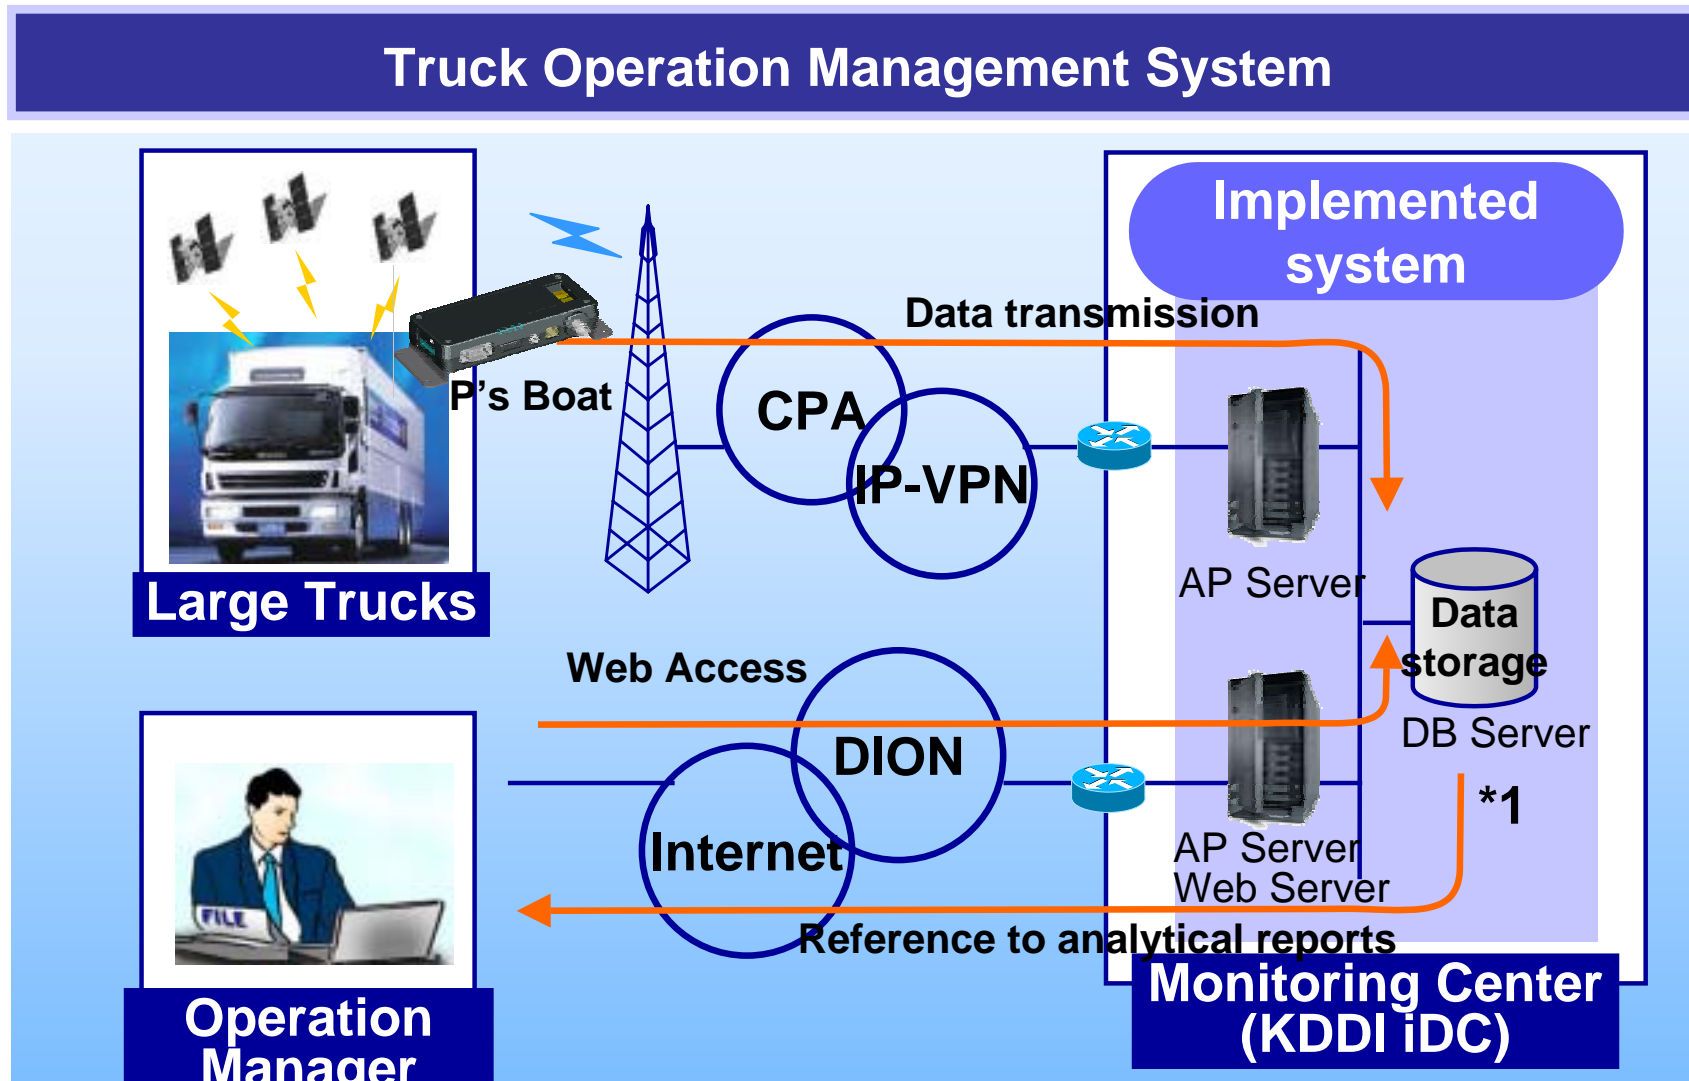 Truck Operation Management System
Implemented
system
Data transmission
P's Boat
CPA
IP-VPN
AP Server
Large Trucks
Data
storage
Web Access
DION
DB Server
*1
Internet
AP Server
Web Server
FILE
Reference to analytical reports
Monitoring Center
(KDDI iDC)
Operation
Manager